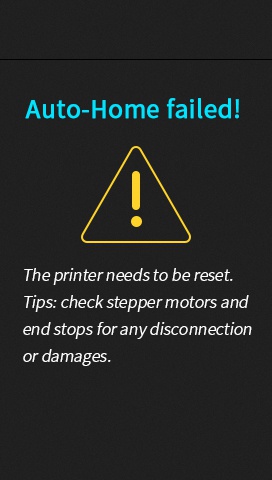 Auto-Home failed!
The printer needs to be reset.
Tips: check stepper motors and
end stops for any disconnection
or damages.